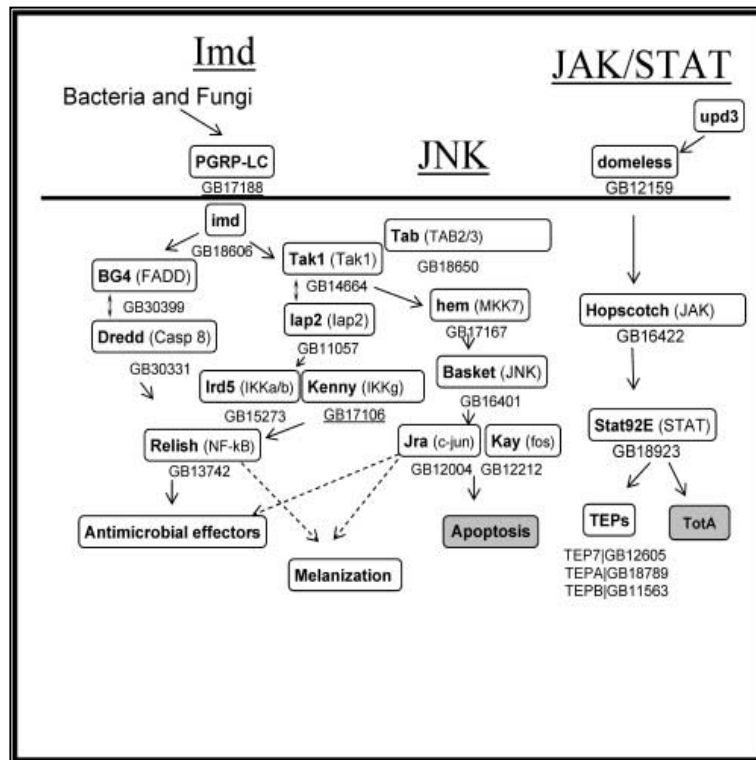 Imd
JAK/STAT
Bacteria and Fungi
upd3
JNK
PGRP-LC
domeless
GB17188
GB12159
imd
Tab (TAB2/3)
GB18606
Tak1 (Tak1)
GB18650
BG4 (FADD)
GB14664
GB30399
Iap2 (Iap2)
hem (MKK7)
Hopscotch (JAK)
Dredd (Casp 8)
GB11057
GB17167
GB16422
GB30331
Ird5 (IKKa/b)
Kenny (IKKg)
Basket (JNK)
GB15273
GB17106
GB16401
Stat92E (STAT)
Relish (NF-kB)
Jra (c-jun)
Kay (fos)
GB18923
GB13742
GB12004
GB12212
Antimicrobial effectors
Apoptosis
TEPs
TotA
Melanization
TEP7|GB12605
TEPA|GB18789
TEPB|GB11563